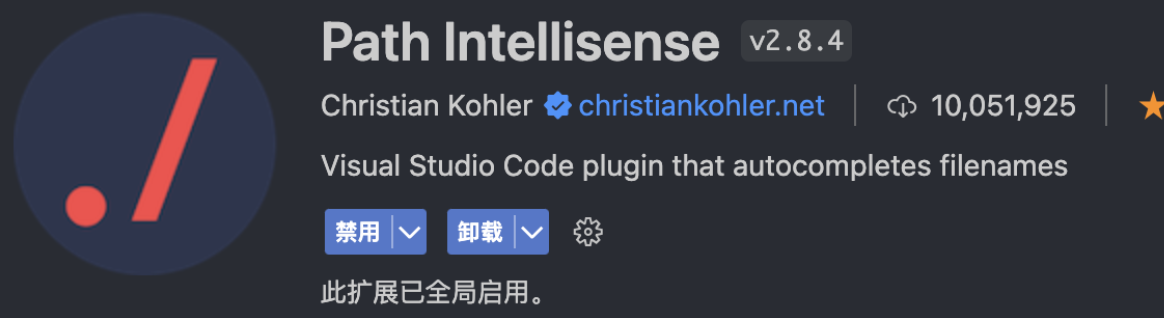 Path Intellisense v2.8.4
Christian Kohler christiankohler.net 10,051,925
Visual Studio Code plugin that autocompletes filenames
禁用 卸载
此扩展已全局启用。